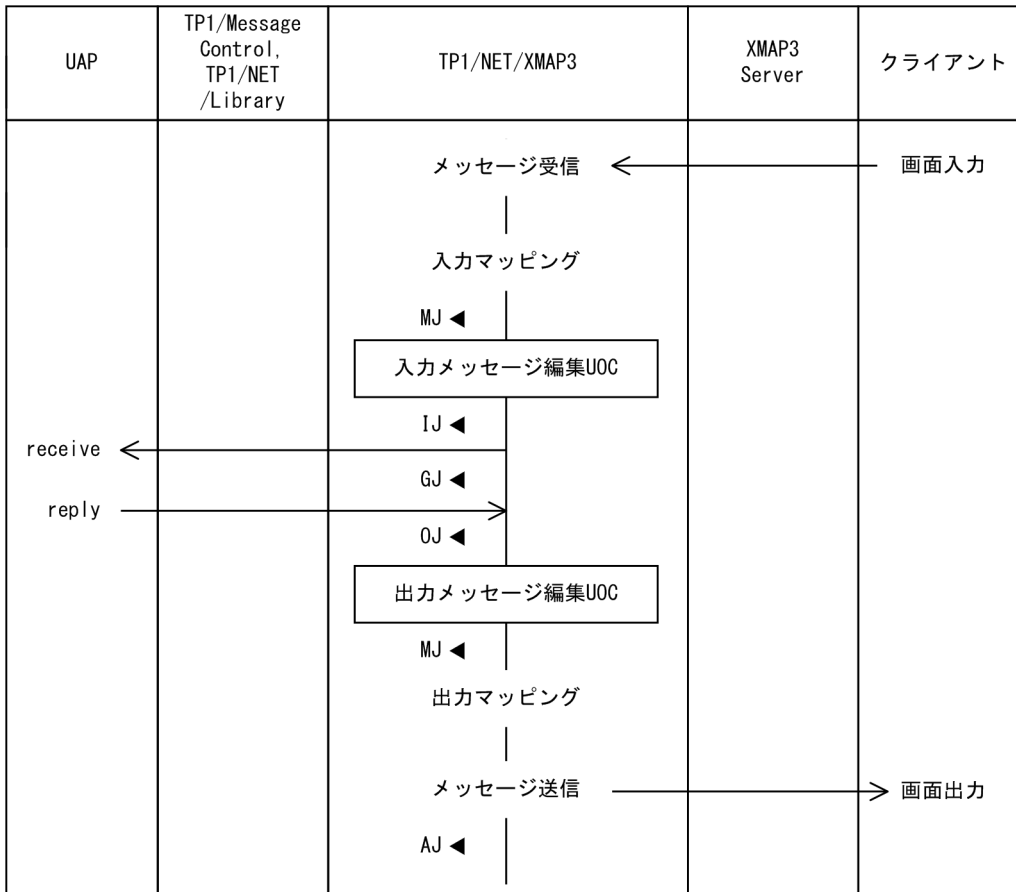 UAP
TP1/Message
Control,
TP1/NET
/Library
TP1/NET/XMAP3
XMAP3
Server
クライアント
メッセージ受信
画面入力
入力マッピング
MJ
入力メッセージ編集UOC
IJ
receive
GJ
reply
OJ
出力メッセージ編集UOC
MJ
出力マッピング
メッセージ送信
画面出力
AJ